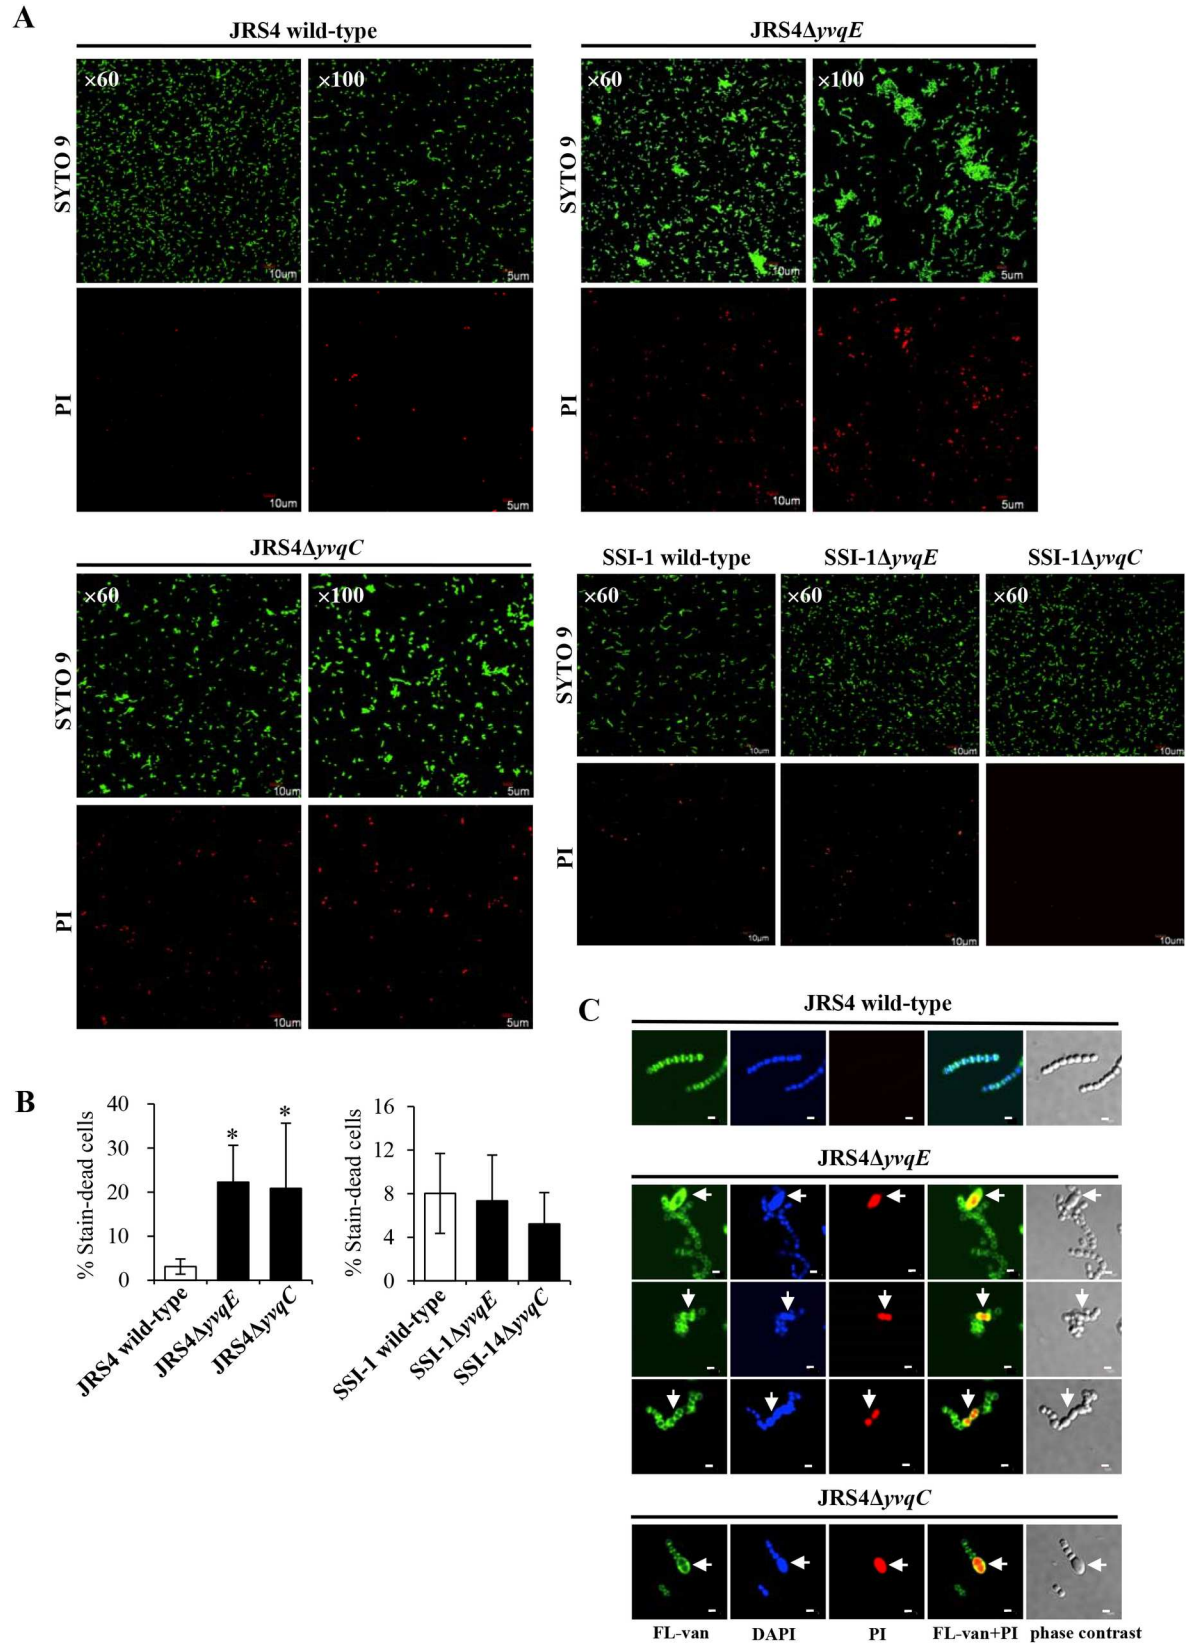 A
JRS4 wild-type
JRS4ΔyvqE
×60
×100
×60
×100
SYTO 9
SYTO 9
10um
5um
10um
5um
PI
PI
10um
5um
10um
5um
JRS4ΔyvqC
SSI-1 wild-type
SSI-1ΔyvqE
SSI-1ΔyvqC
×60
×100
×60
×60
×60
SYTO 9
SYTO 9
10um
5um
10um
10um
10um
PI
PI
10um
5um
10μm
10um
10um
C
JRS4 wild-type
B
% Stain-dead cells
40
30
20
10
0
*
*
JRS4 wild-type
JRS4ΔyvqE
JRS4ΔyvqC
% Stain-dead cells
16
12
8
4
0
SSI-1 wild-type
SSI-1ΔyvqE
SSI-14ΔyvqC
JRS4ΔyvqE
JRS4ΔyvqC
FL-van
DAPI
PI
FL-van+PI
phase contrast